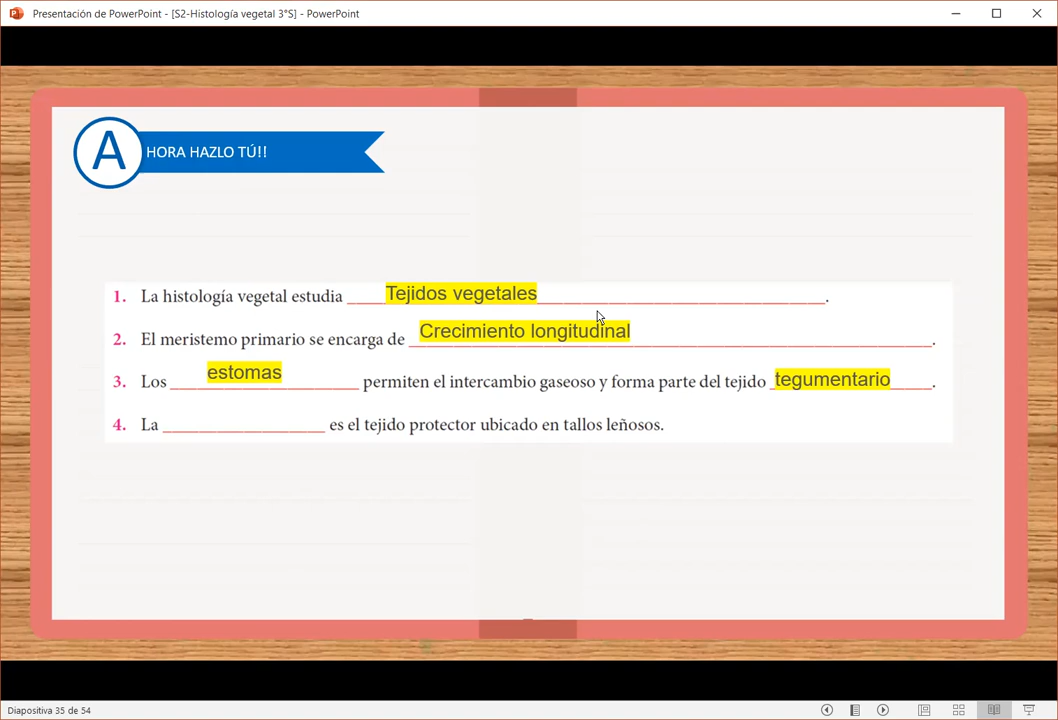 Presentación de PowerPoint - [S2-Histología vegetal 3°S] - PowerPoint
A HORA HAZLO TÚ!!
1. La histología vegetal estudia Tejidos vegetales.
2. El meristemo primario se encarga de Crecimiento longitudinal.
3. Los estomas permiten el intercambio gaseoso y forma parte del tejido tegumentario.
4. La ________________ es el tejido protector ubicado en tallos leñosos.
Diapositiva 35 de 54